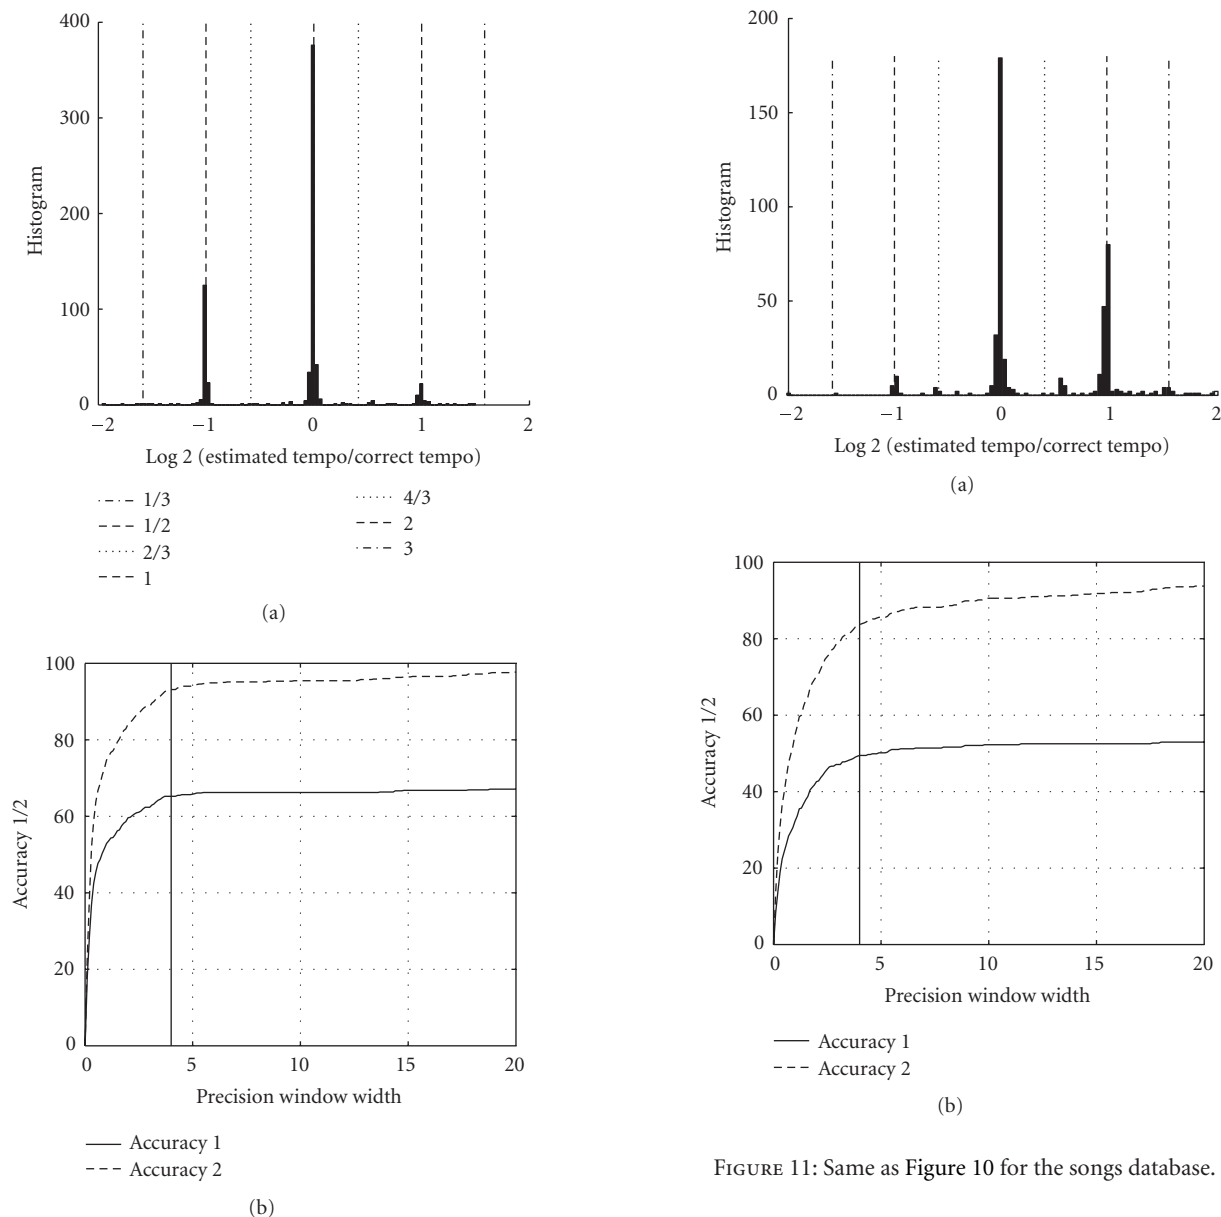 400
300
200
100
0
Histogram
−2
−1
0
1
2
Log 2 (estimated tempo/correct tempo)
1/3
1/2
2/3
1
4/3
2
3
(a)
100
80
60
40
20
0
Accuracy 1/2
0
5
10
15
20
Precision window width
Accuracy 1
Accuracy 2
(b)
200
150
100
50
0
Histogram
−2
−1
0
1
2
Log 2 (estimated tempo/correct tempo)
(a)
100
80
60
40
20
0
Accuracy 1/2
0
5
10
15
20
Precision window width
Accuracy 1
Accuracy 2
(b)
FIGURE 11: Same as Figure 10 for the songs database.